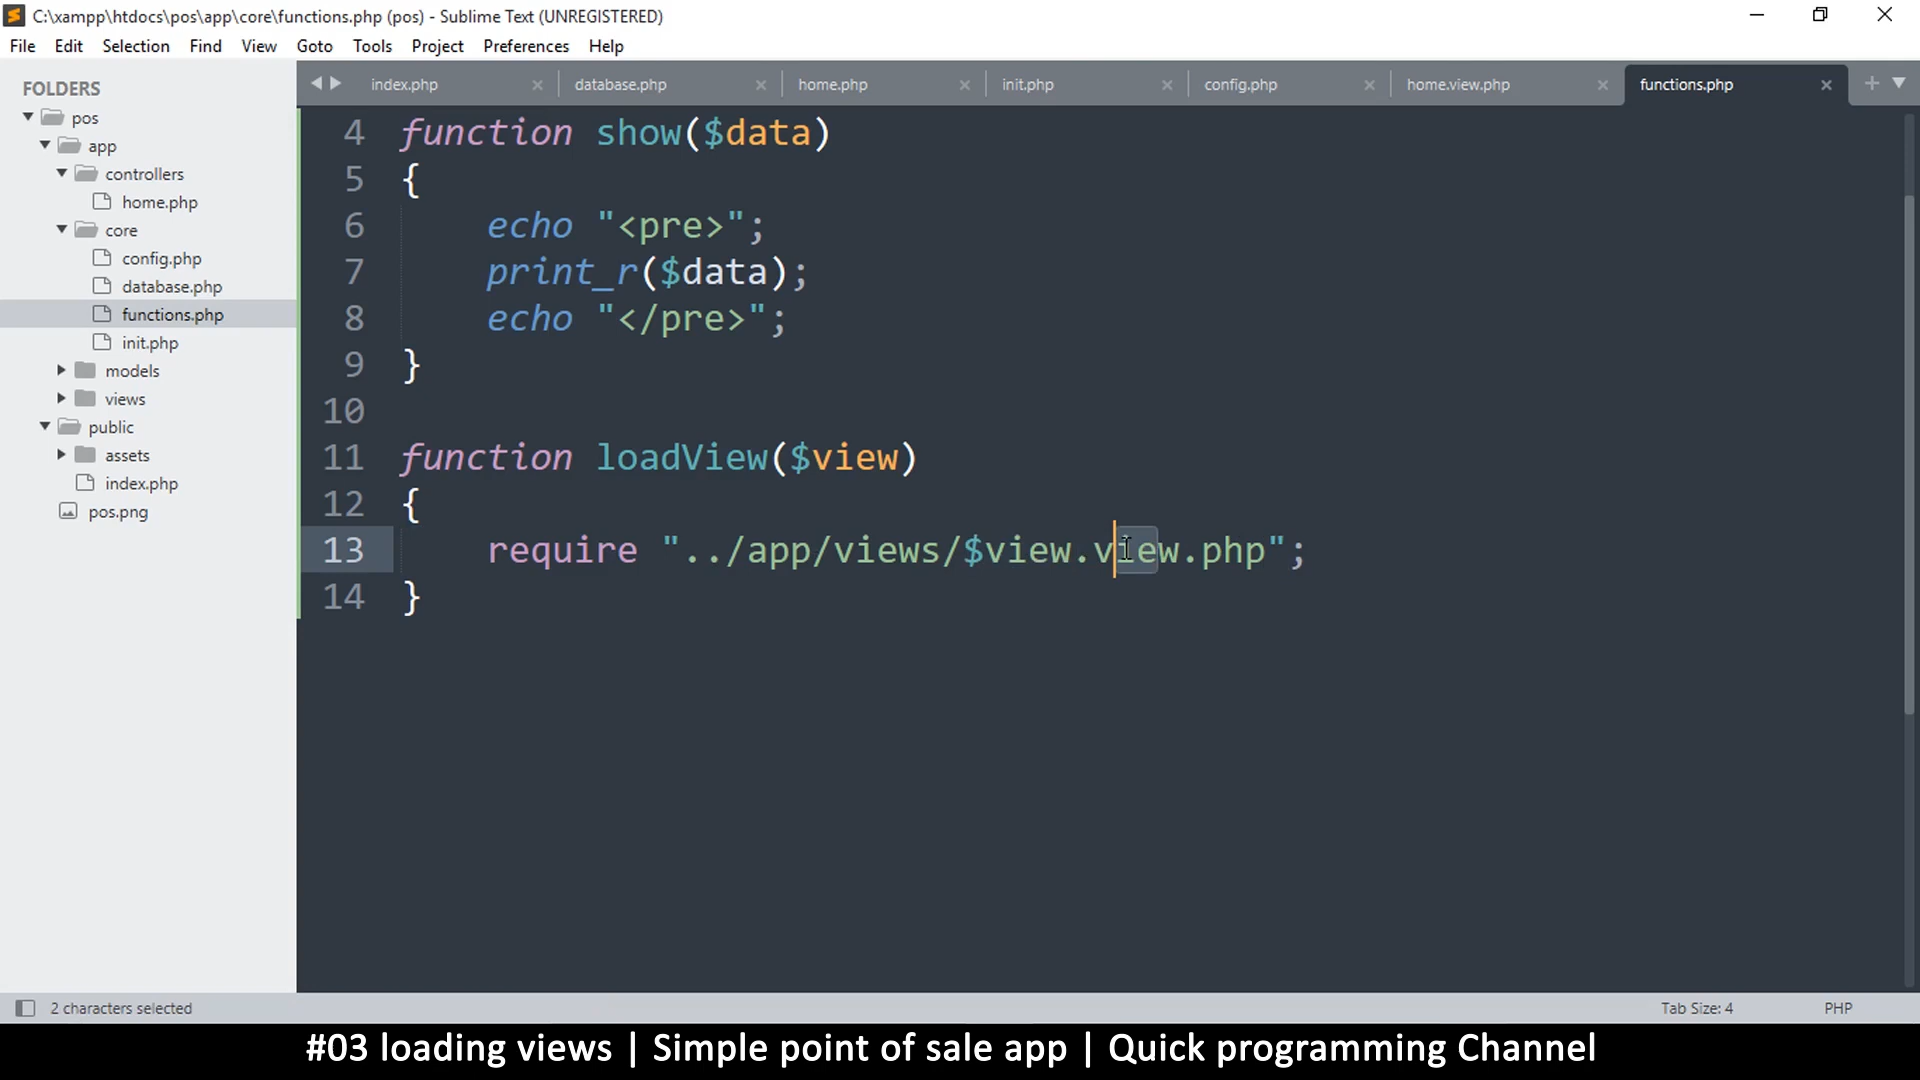 C:\xampp\htdocs\pos\app\core\functions.php (pos) - Sublime Text (UNREGISTERED)
File Edit Selection Find View Goto Tools Project Preferences Help
FOLDERS
pos
app
controllers
home.php
core
config.php
database.php
functions.php
init.php
models
views
public
assets
index.php
pos.png
index.php database.php home.php init.php config.php home.view.php functions.php
4 function show($data)
5 {
6 echo "<pre>";
7 print_r($data);
8 echo "</pre>";
9 }
10
11 function loadView($view)
12 {
13 require "../app/views/$view.view.php";
14 }
2 characters selected
Tab Size: 4
PHP
#03 loading views | Simple point of sale app | Quick programming Channel